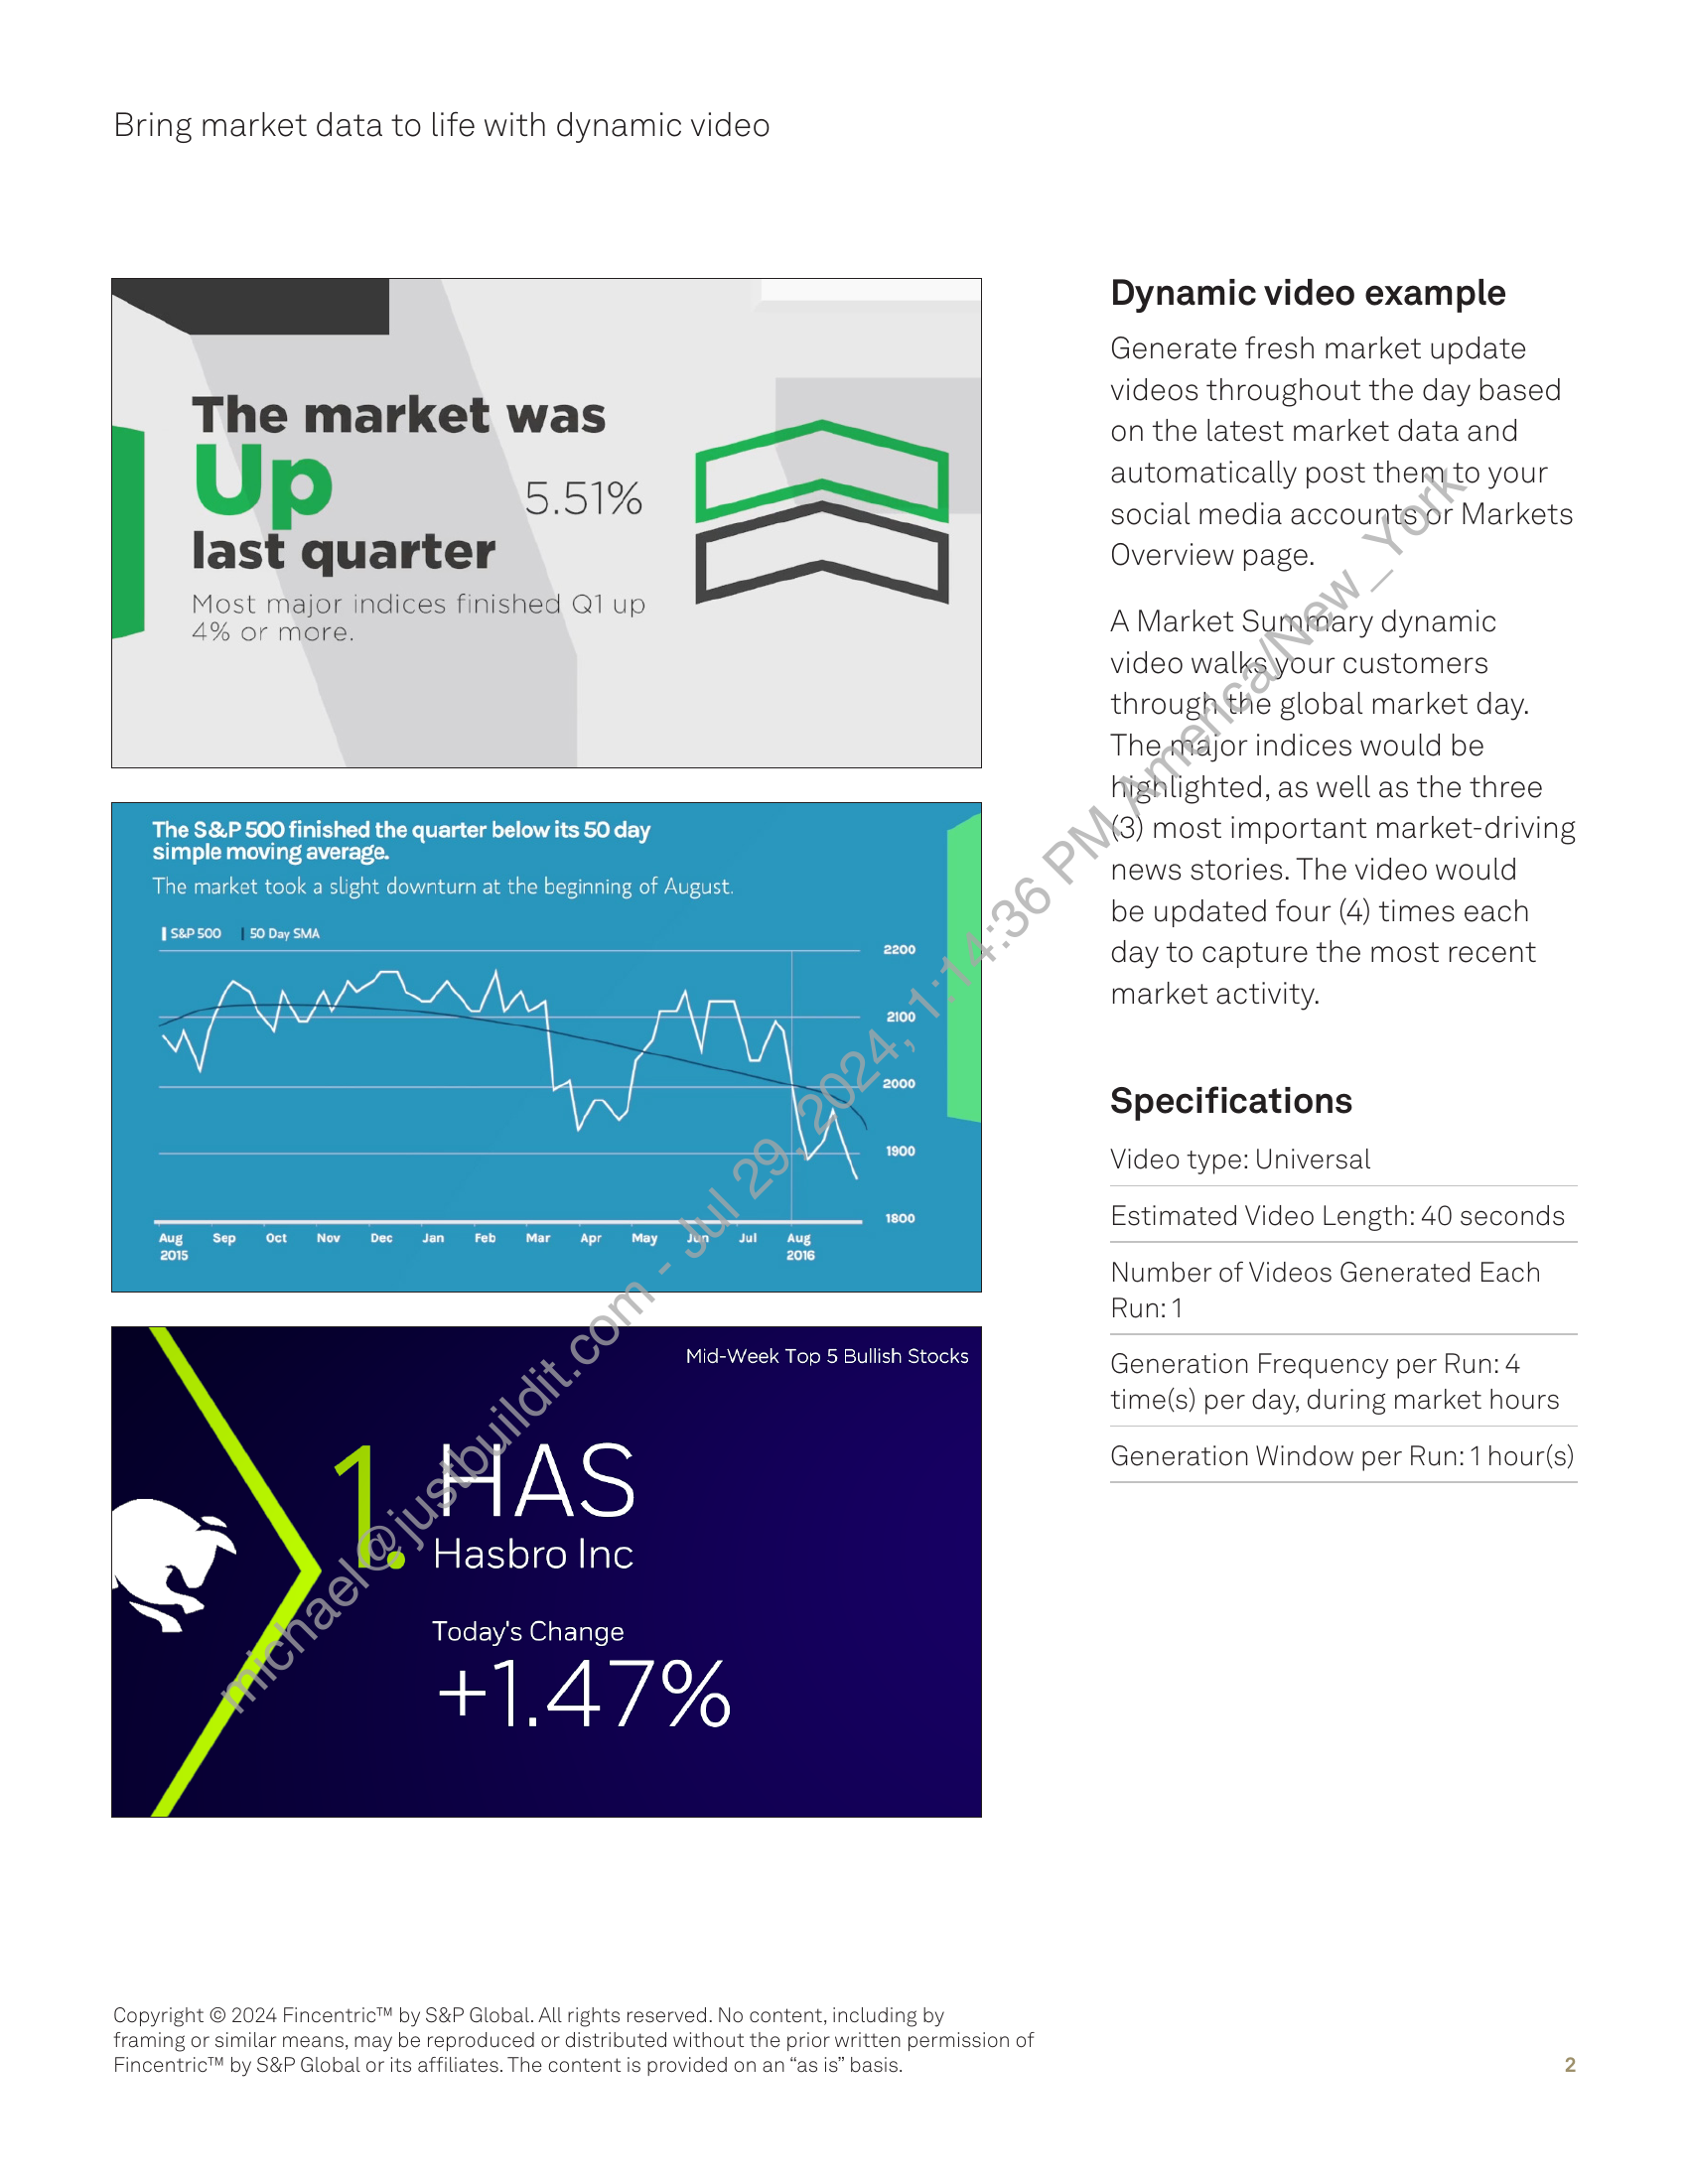 Bring market data to life with dynamic video
The market was
Up
5.51%
last quarter
Most major indices finished Q1 up
4% or more.
The S&P 500 finished the quarter below its 50 day
simple moving average.
The market took a slight downturn at the beginning of August.
S&P 500 50 Day SMA
2200
2100
2000
1900
1800
Aug Sep Oct Nov Dec Jan Feb Mar Apr May Jun Jul Aug
2015 2016
Mid-Week Top 5 Bullish Stocks
1. HAS
Hasbro Inc
Today's Change
+1.47%
Dynamic video example
Generate fresh market update
videos throughout the day based
on the latest market data and
automatically post them to your
social media accounts or Markets
Overview page.
A Market Summary dynamic
video walks your customers
through the global market day.
The major indices would be
highlighted, as well as the three
(3) most important market-driving
news stories. The video would
be updated four (4) times each
day to capture the most recent
market activity.
Specifications
Video type: Universal
Estimated Video Length: 40 seconds
Number of Videos Generated Each
Run: 1
Generation Frequency per Run: 4
time(s) per day, during market hours
Generation Window per Run: 1 hour(s)
michael@justbuildit.com - Jul 29, 2024, 1:14:36 PM America/New_York
Copyright © 2024 Fincentric™ by S&P Global. All rights reserved. No content, including by
framing or similar means, may be reproduced or distributed without the prior written permission of
Fincentric™ by S&P Global or its affiliates. The content is provided on an “as is” basis.
2